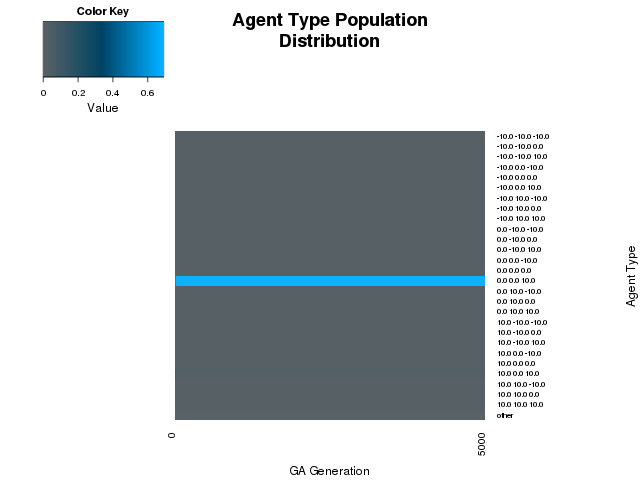 Color Key
0 0.2 0.4 0.6
Value
Agent Type Population
Distribution
-10.0 -10.0 -10.0
-10.0 -10.0 0.0
-10.0 -10.0 10.0
-10.0 0.0 -10.0
-10.0 0.0 0.0
-10.0 0.0 10.0
-10.0 10.0 -10.0
-10.0 10.0 0.0
-10.0 10.0 10.0
0.0 -10.0 -10.0
0.0 -10.0 0.0
0.0 -10.0 10.0
0.0 0.0 -10.0
0.0 0.0 0.0
0.0 0.0 10.0
0.0 10.0 -10.0
0.0 10.0 0.0
0.0 10.0 10.0
10.0 -10.0 -10.0
10.0 -10.0 0.0
10.0 -10.0 10.0
10.0 0.0 -10.0
10.0 0.0 0.0
10.0 0.0 10.0
10.0 10.0 -10.0
10.0 10.0 0.0
10.0 10.0 10.0
other
Agent Type
0 5000
GA Generation